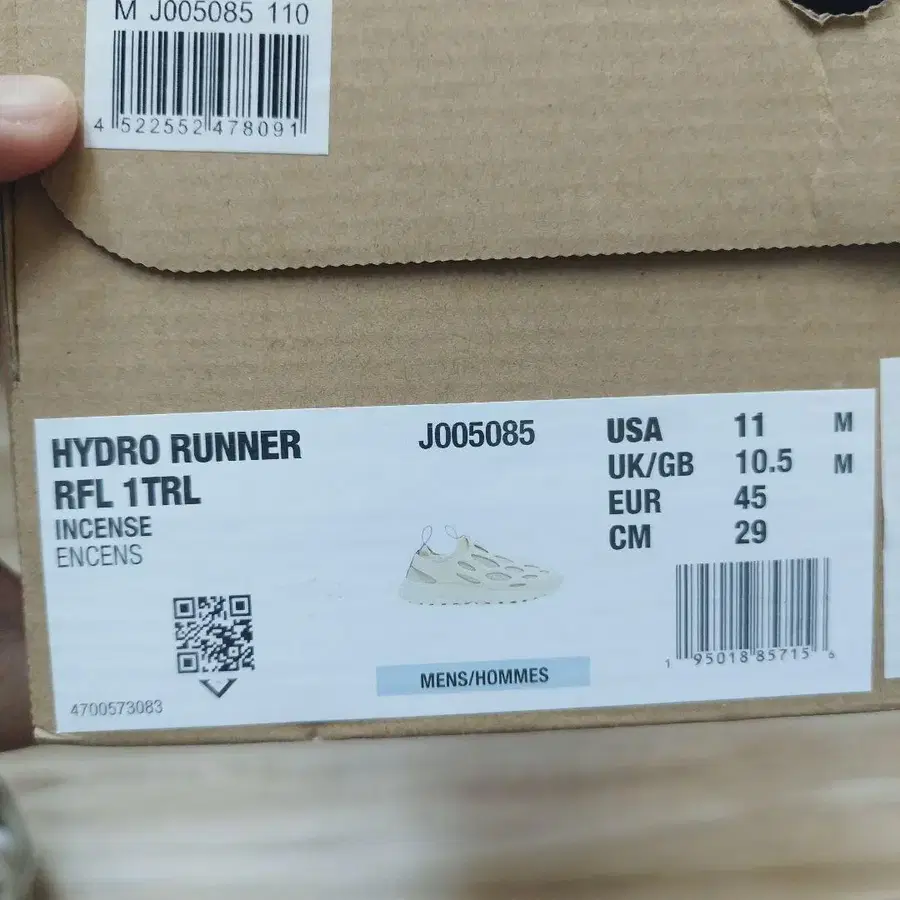 M J005085 110
4 522552 478091
HYDRO RUNNER
RFL 1TRL
INCENSE
ENCENS
4700573083
J005085
MENS/HOMMES
USA 11 M
UK/GB 10.5 M
EUR 45
CM 29
1 95018 85715 6